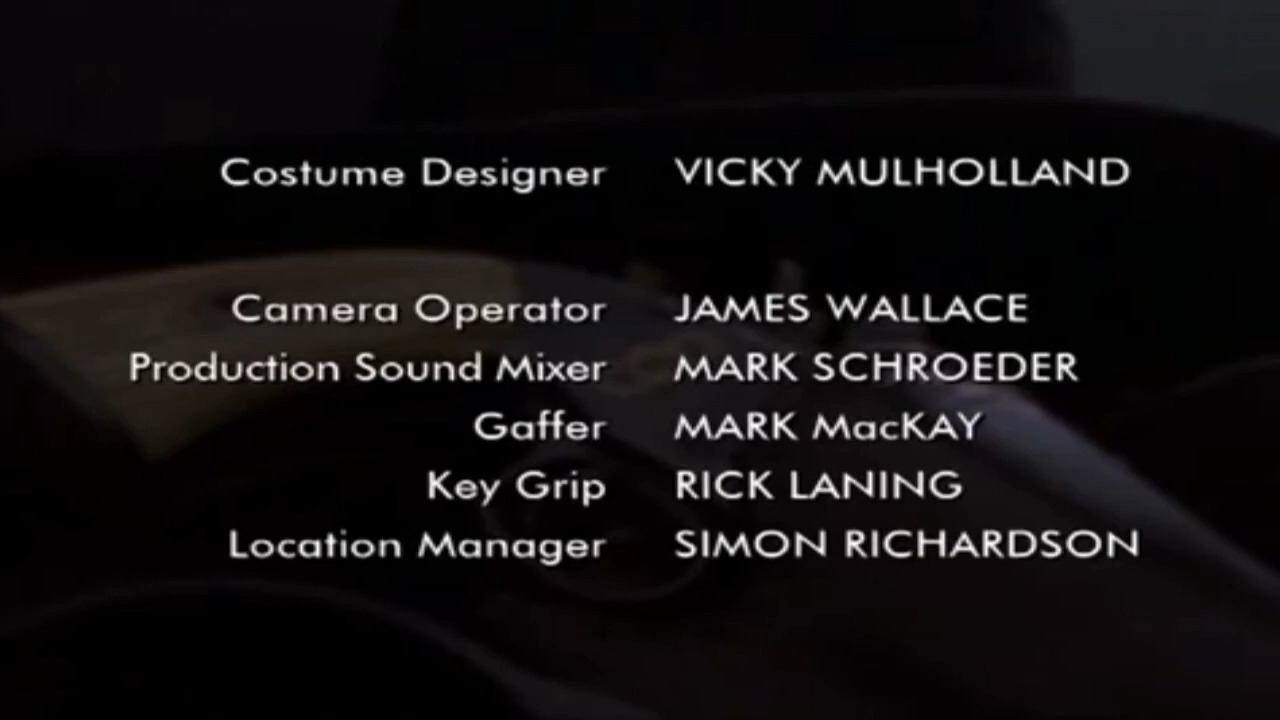 Costume Designer VICKY MULHOLLAND
Camera Operator JAMES WALLACE
Production Sound Mixer MARK SCHROEDER
Gaffer MARK MacKAY
Key Grip RICK LANING
Location Manager SIMON RICHARDSON